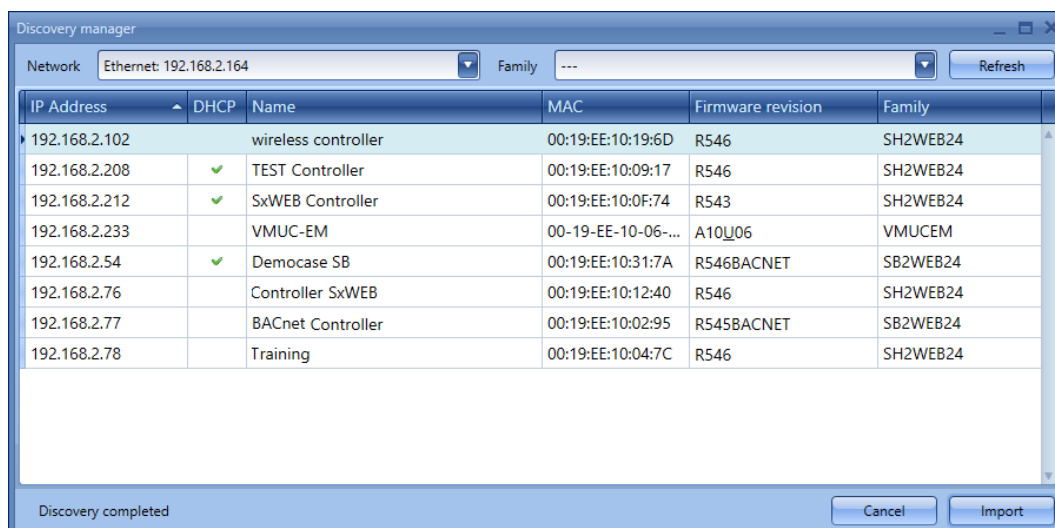 Discovery manager
Network Ethernet: 192.168.2.164 Family --- Refresh
IP Address DHCP Name MAC Firmware revision Family
192.168.2.102 wireless controller 00:19:EE:10:19:6D R546 SH2WEB24
192.168.2.208 TEST Controller 00:19:EE:10:09:17 R546 SH2WEB24
192.168.2.212 SxWEB Controller 00:19:EE:10:0F:74 R543 SH2WEB24
192.168.2.233 VMUC-EM 00-19-EE-10-06-... A10U06 VMUCEM
192.168.2.54 Democase SB 00:19:EE:10:31:7A R546BACNET SB2WEB24
192.168.2.76 Controller SxWEB 00:19:EE:10:12:40 R546 SH2WEB24
192.168.2.77 BACnet Controller 00:19:EE:10:02:95 R545BACNET SB2WEB24
192.168.2.78 Training 00:19:EE:10:04:7C R546 SH2WEB24
Discovery completed Cancel Import